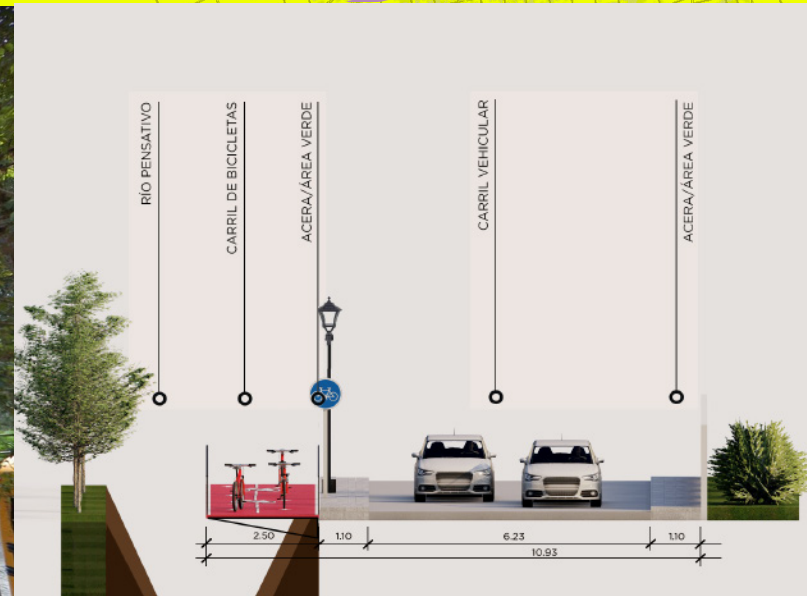 RÍO PENSATIVO
CARRIL DE BICICLETAS
ACERA/ÁREA VERDE
CARRIL VEHICULAR
ACERA/ÁREA VERDE
2.50
1.10
6.23
1.10
10.93